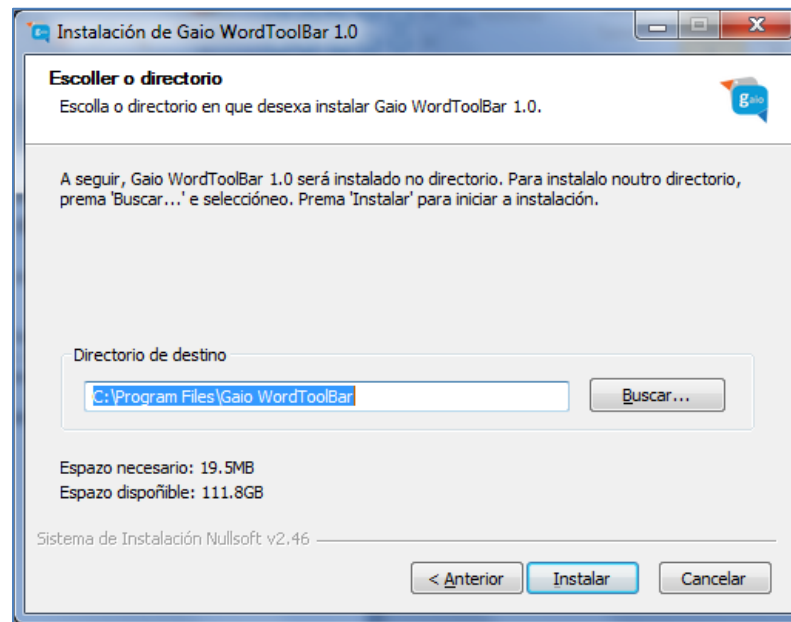 Instalación de Gaio WordToolBar 1.0
Escoller o directorio
Escolla o directorio en que desexa instalar Gaio WordToolBar 1.0.
gaio
A seguir, Gaio WordToolBar 1.0 será instalado no directorio. Para instalalo noutro directorio,
prema 'Buscar...' e seleccióneo. Prema 'Instalar' para iniciar a instalación.
Directorio de destino
C:\Program Files\Gaio WordToolBar
Buscar...
Espazo necesario: 19.5MB
Espazo dispoñible: 111.8GB
Sistema de Instalación Nullsoft v2.46
< Anterior
Instalar
Cancelar